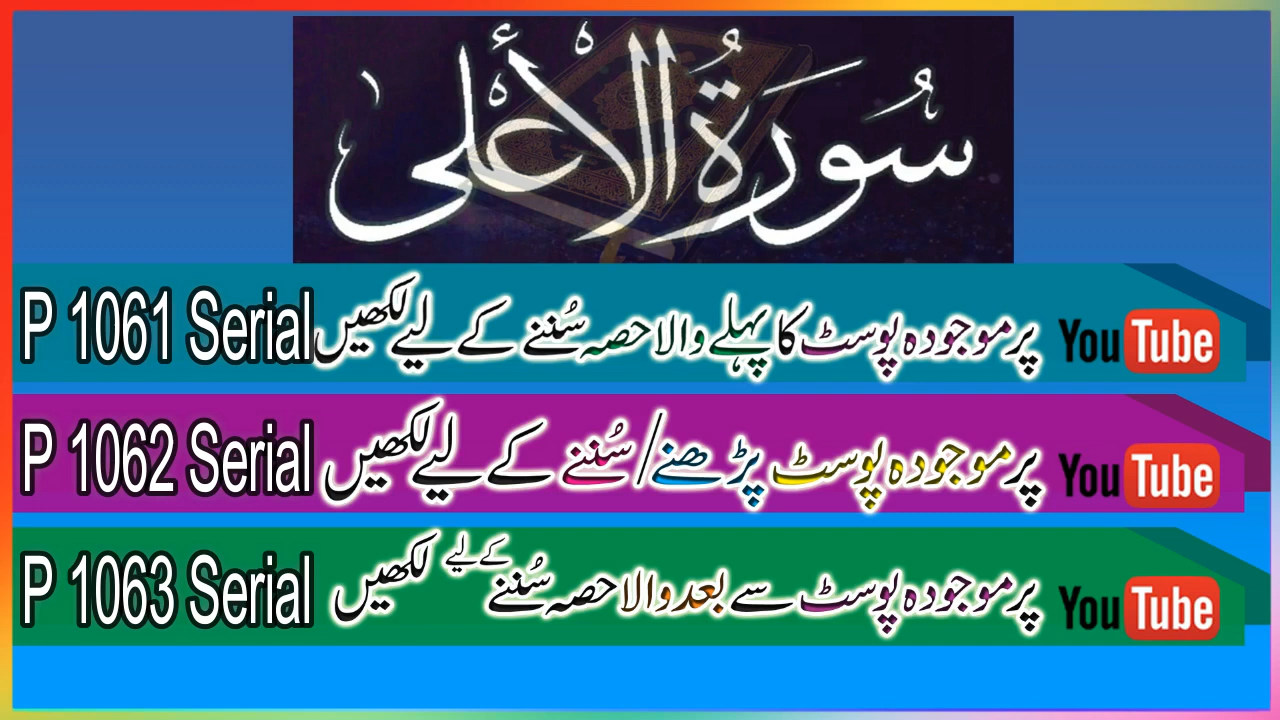 سُورَةُ الأَعْلى
YouTube پر موجودہ پوسٹ کا پہلے والا حصہ سُننے کے لیے لکھیں P 1061 Serial
YouTube پر موجودہ پوسٹ پڑھنے/سُننے کے لیے لکھیں P 1062 Serial
YouTube پر موجودہ پوسٹ سے بعد والا حصہ سُننے کے لیے لکھیں P 1063 Serial